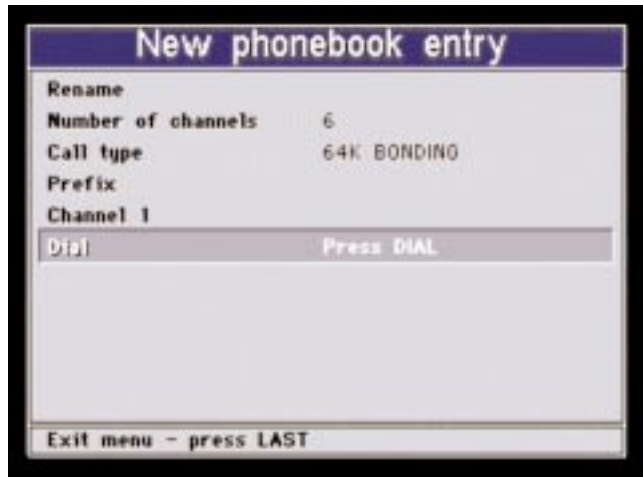 New phonebook entry
Rename
Number of channels 6
Call type 64K BONDING
Prefix
Channel 1
Dial Press DIAL
Exit menu - press LAST